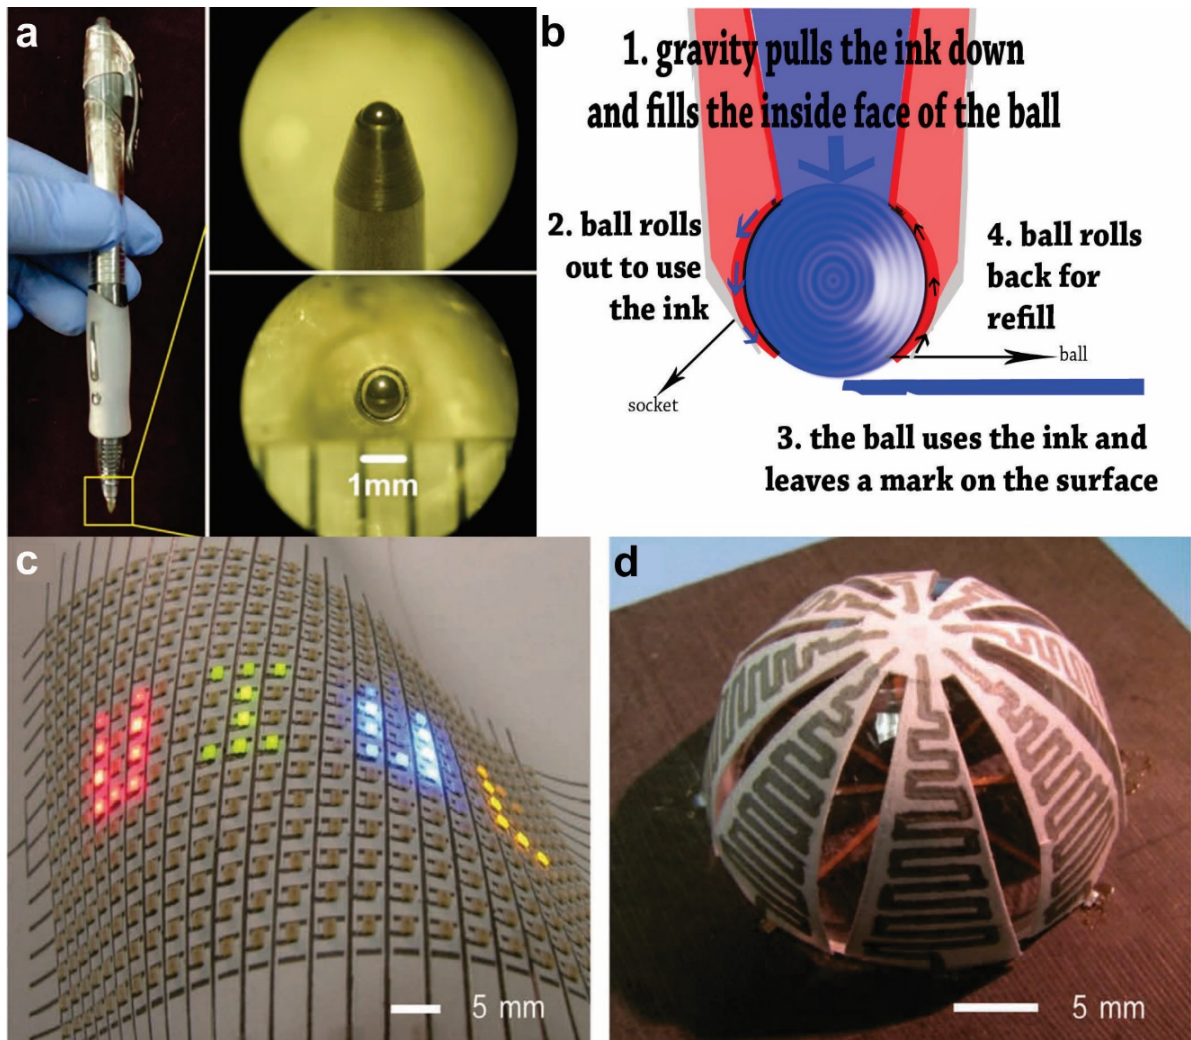 a
1mm
b
1. gravity pulls the ink down
and fills the inside face of the ball
2. ball rolls
out to use
the ink
4. ball rolls
back for
refill
socket
ball
3. the ball uses the ink and
leaves a mark on the surface
c
5 mm
d
5 mm